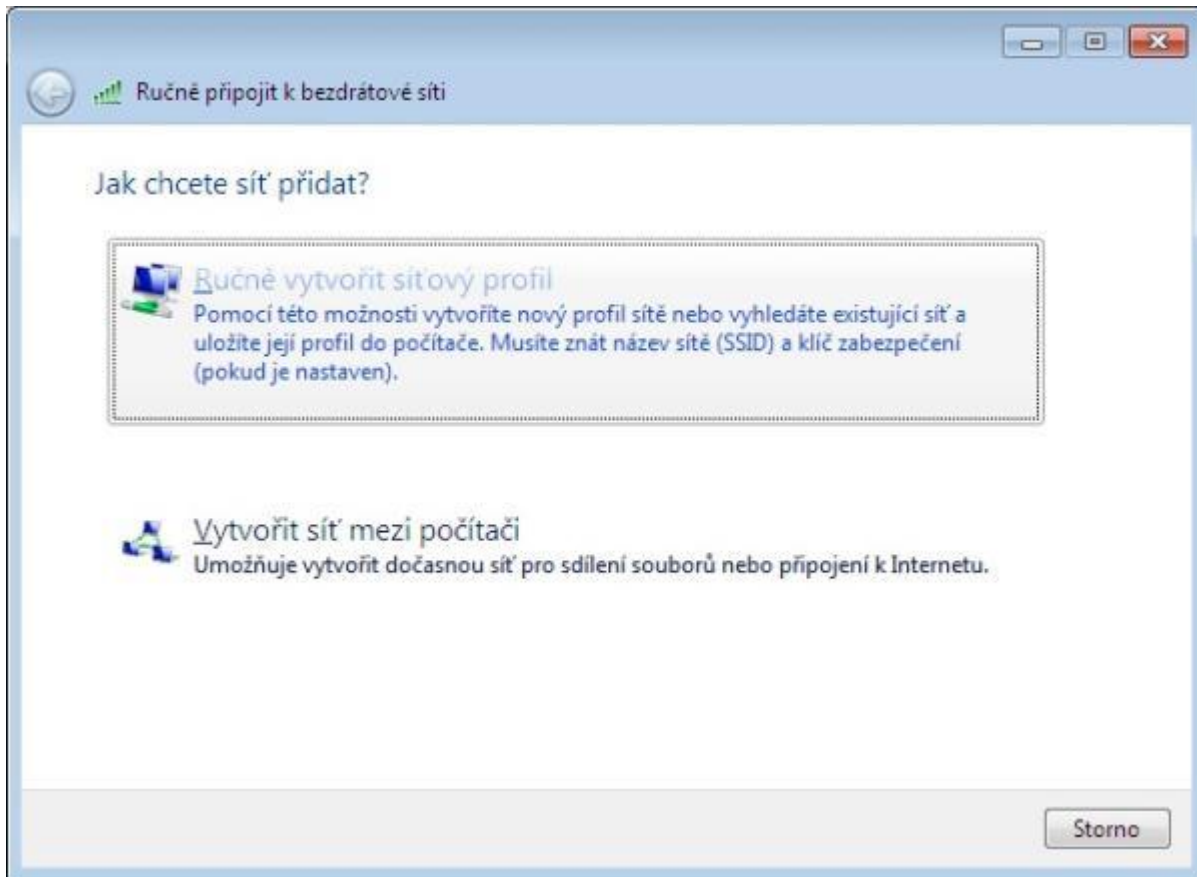 Ručně připojit k bezdrátové síti
Jak chcete síť přidat?
Ručně vytvořit síťový profil
Pomocí této možnosti vytvoříte nový profil sítě nebo vyhledáte existující síť a
uložíte její profil do počítače. Musíte znát název sítě (SSID) a klíč zabezpečení
(pokud je nastaven).
Vytvořit síť mezi počítači
Umožňuje vytvořit dočasnou síť pro sdílení souborů nebo připojení k Internetu.
Storno